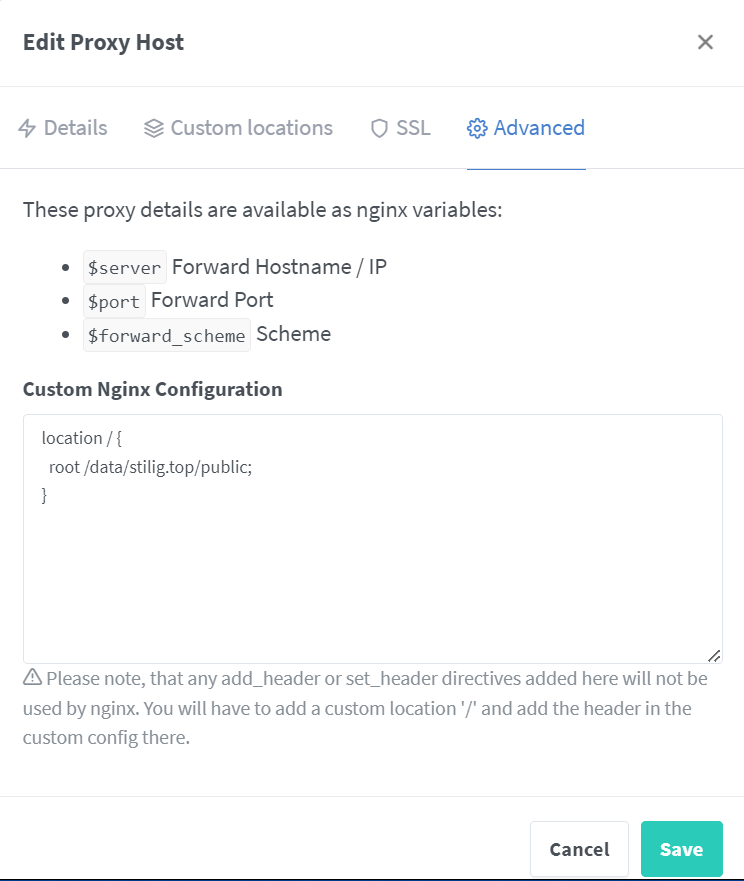 Edit Proxy Host
Details Custom locations SSL Advanced
These proxy details are available as nginx variables:
$server Forward Hostname / IP
$port Forward Port
$forward_scheme Scheme
Custom Nginx Configuration
location / {
root /data/stilig.top/public;
}
Please note, that any add_header or set_header directives added here will not be
used by nginx. You will have to add a custom location '/' and add the header in the
custom config there.
Cancel Save